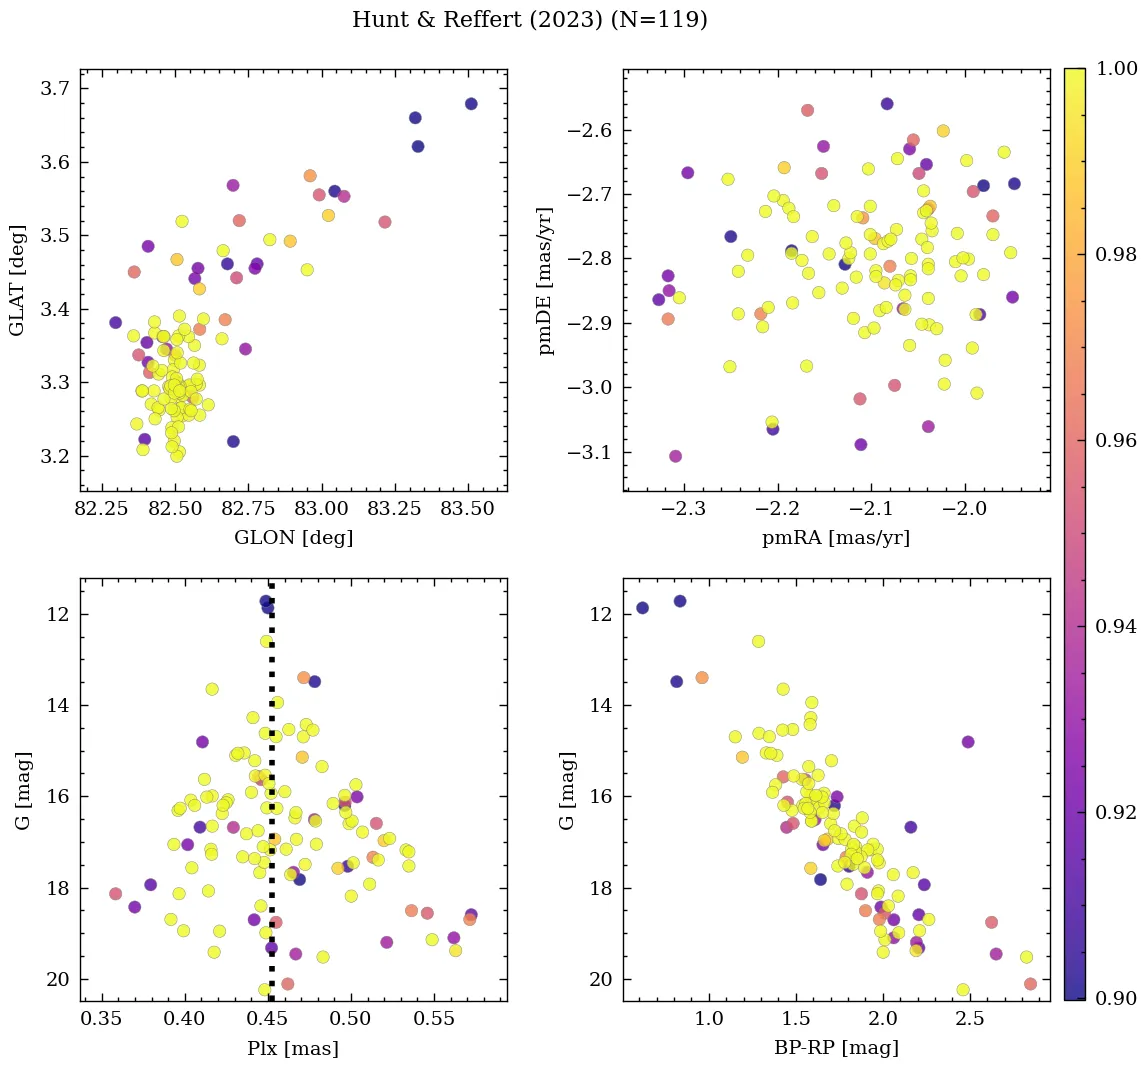 Hunt & Reffert (2023) (N=119)
3.7
3.6
3.5
3.4
3.3
3.2
GLAT [deg]
82.25 82.50 82.75 83.00 83.25 83.50
GLON [deg]
−2.6
−2.7
−2.8
−2.9
−3.0
−3.1
pmDE [mas/yr]
−2.3 −2.2 −2.1 −2.0
pmRA [mas/yr]
12
14
16
18
20
G [mag]
0.35 0.40 0.45 0.50 0.55
Plx [mas]
12
14
16
18
20
G [mag]
1.0 1.5 2.0 2.5
BP-RP [mag]
1.00
0.98
0.96
0.94
0.92
0.90